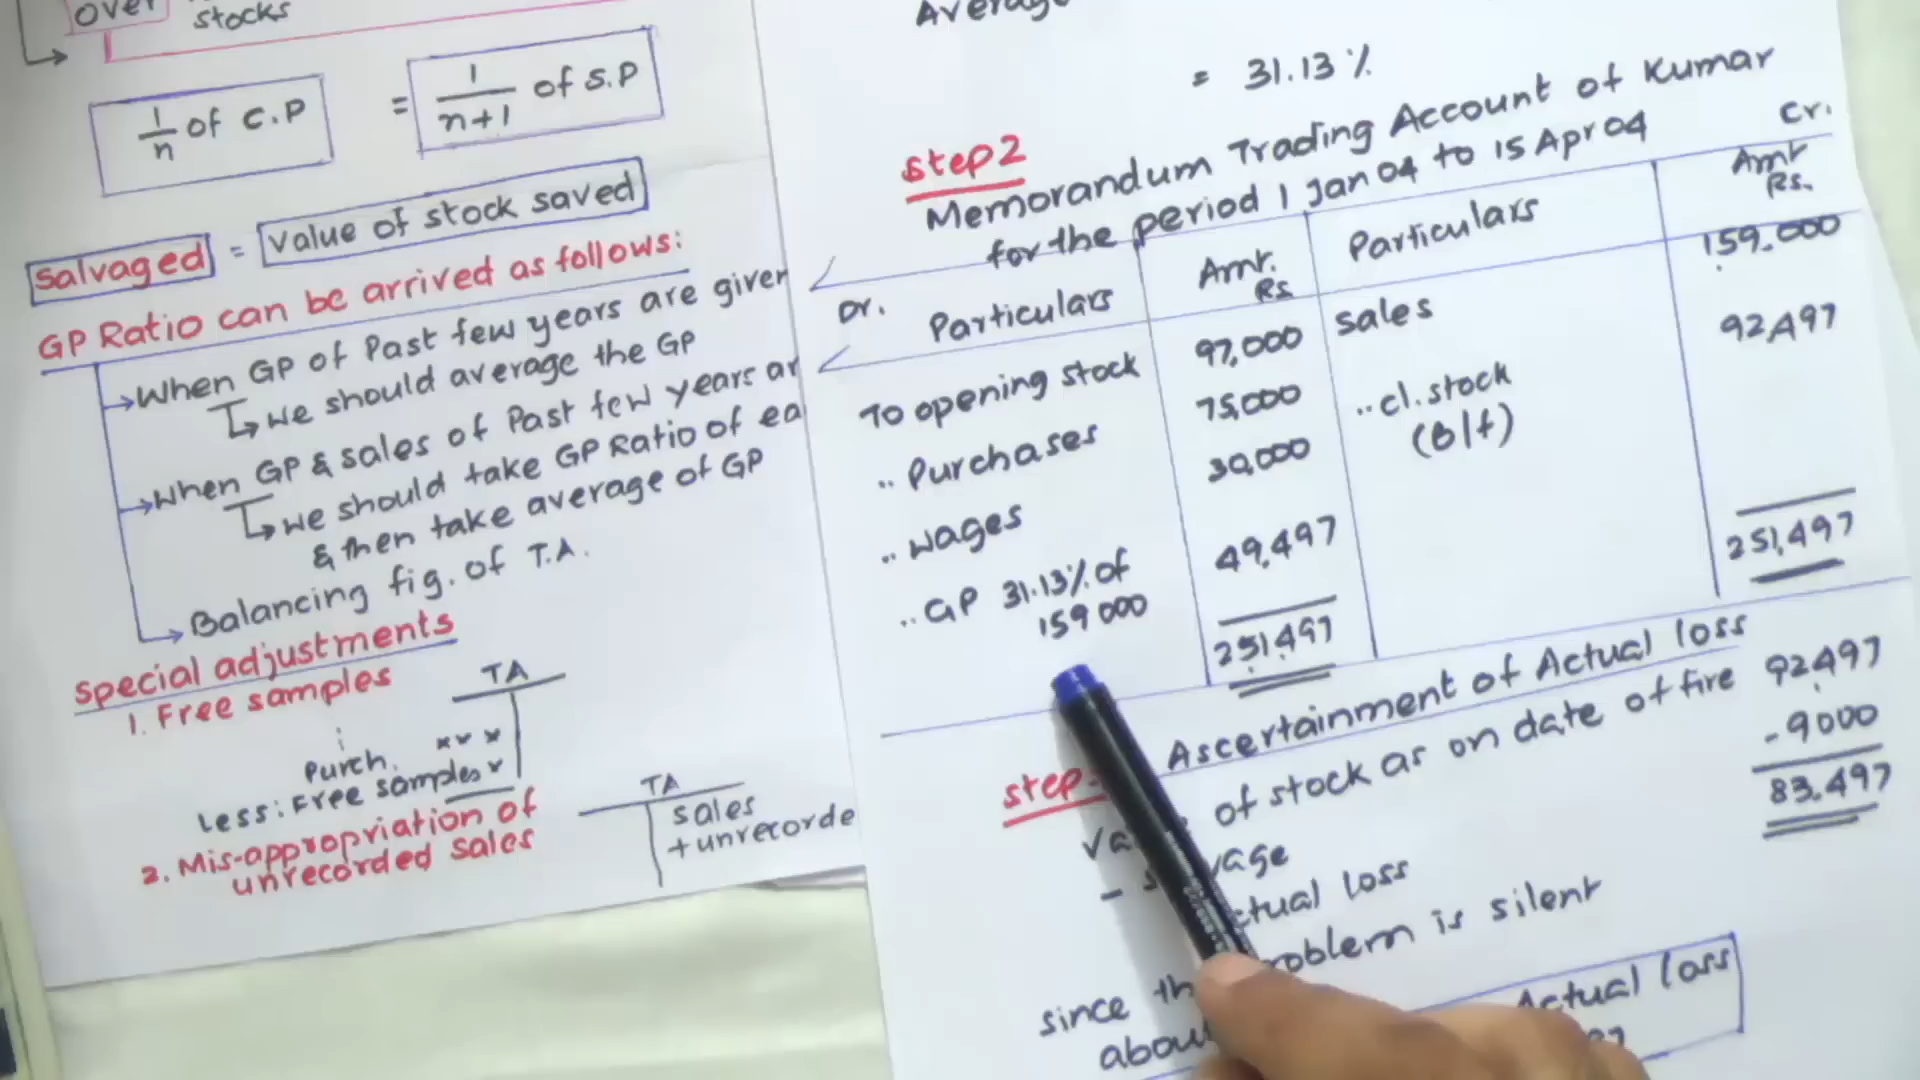 over
stocks
1/n of C.P = 1/n+1 of S.P
Salvaged = Value of stock saved
GP Ratio can be arrived as follows:
When GP of Past few years are given
We should average the GP
When GP & sales of Past few years ar
We should take GP Ratio of ea
& then take average of GP
Balancing fig. of T.A.
Special adjustments
1. Free samples
TA
Purch. x v x
Less: Free samples v
2. Mis-appropriation of
unrecorded sales
TA
sales
+ unrecorde
Average
= 31.13 %
Step 2
Memorandum Trading Account of Kumar
for the period 1 Jan 04 to 15 Apr 04
Dr. Cr.
Particulars Amt. Rs Particulars Amt Rs.
To opening stock 97,000 Sales 159,000
.. Purchases 75,000 .. cl. stock 92,497
(B/f)
.. Wages 30,000
.. GP 31.13% of 49,497
159 000
251,497 251,497
Step
Ascertainment of Actual loss
of stock as on date of fire 92,497
- 9000
Actual loss 83,497
problem is silent
since
Actual loss